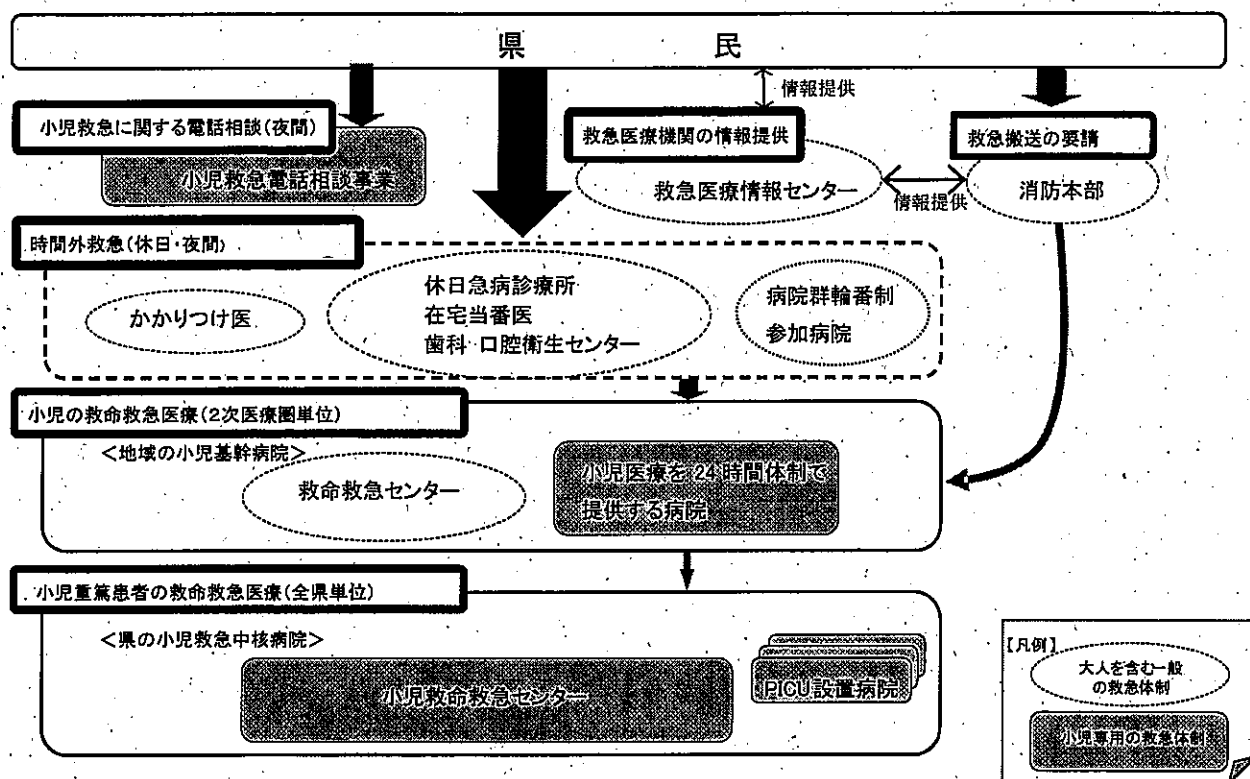 県 民
情報提供
小児救急に関する電話相談(夜間)
小児救急電話相談事業
救急医療機関の情報提供
救急医療情報センター
情報提供
救急搬送の要請
消防本部
時間外救急(休日・夜間)
かかりつけ医
休日急病診療所
在宅当番医
歯科 口腔衛生センター
病院群輪番制
参加病院
小児の救命救急医療(2次医療圏単位)
<地域の小児基幹病院>
救命救急センター
小児医療を24時間体制で
提供する病院
小児重篤患者の救命救急医療(全県単位)
<県の小児救急中核病院>
小児救命救急センター
PICU設置病院
【凡例】
大人を含む一般
の救急体制
小児専用の救急体制